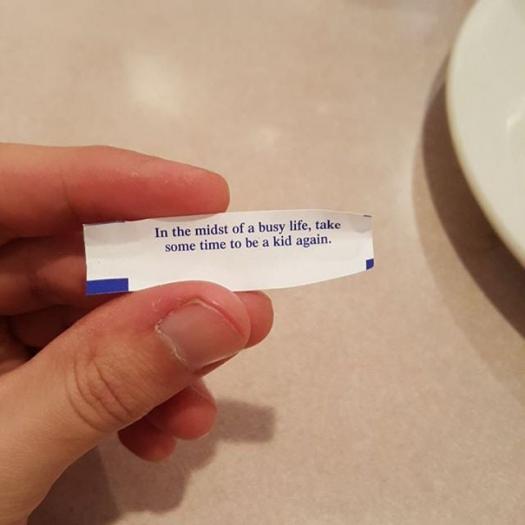 In the midst of a busy life, take
some time to be a kid again.